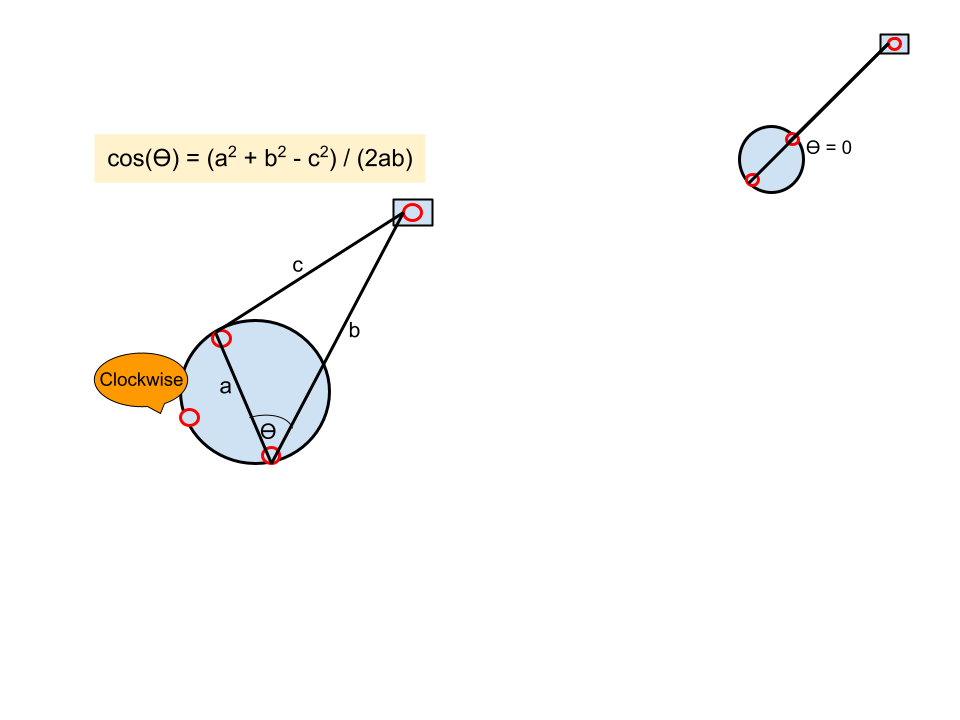 Ө = 0
cos(Ө) = (a² + b² - c²) / (2ab)
c
b
Clockwise
a
Ө